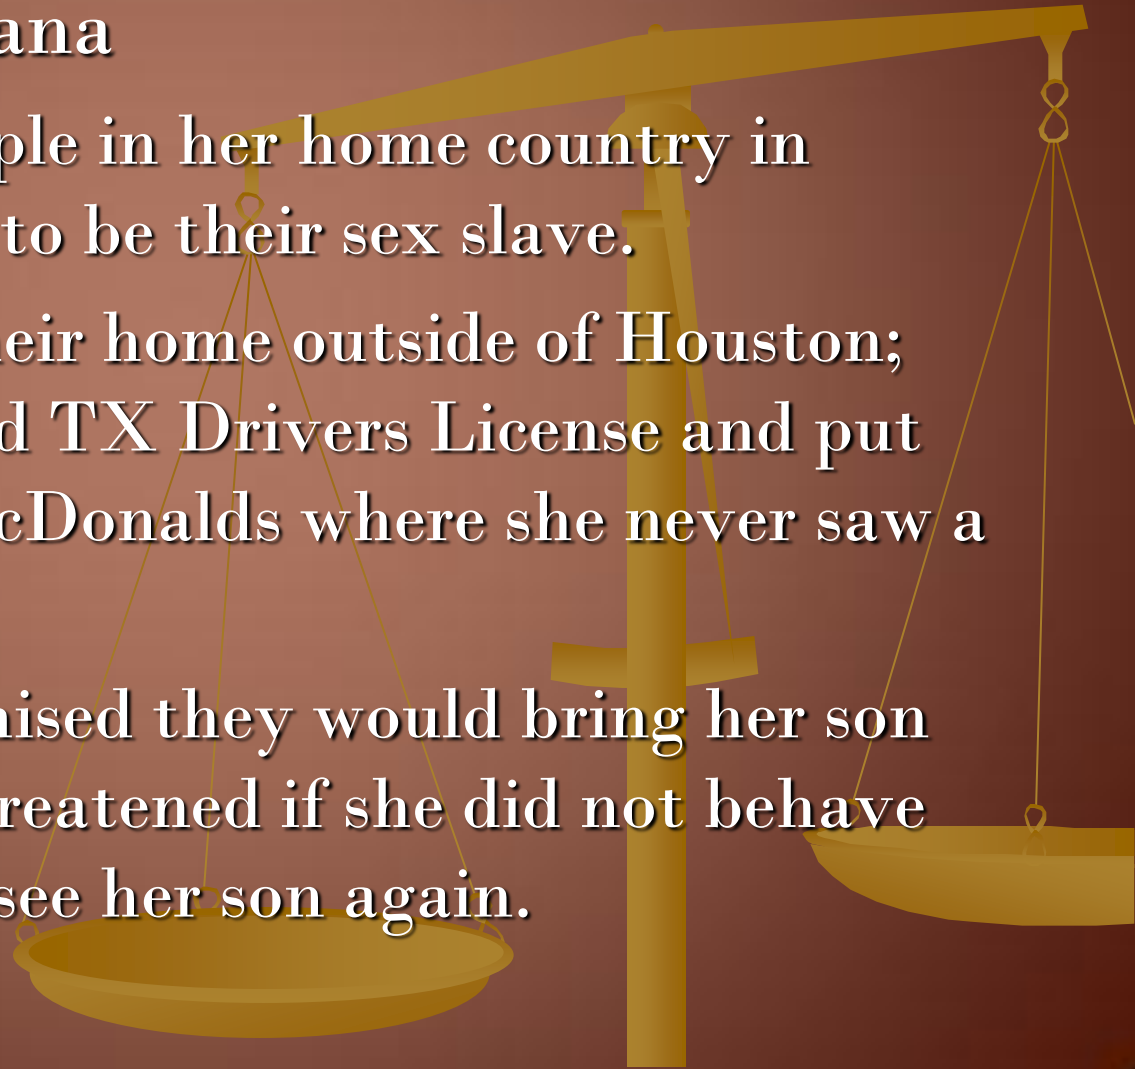 ana
ple in her home country in
to be their sex slave.
eir home outside of Houston;
d TX Drivers License and put
cDonalds where she never saw a
ised they would bring her son
reatened if she did not behave
see her son again.